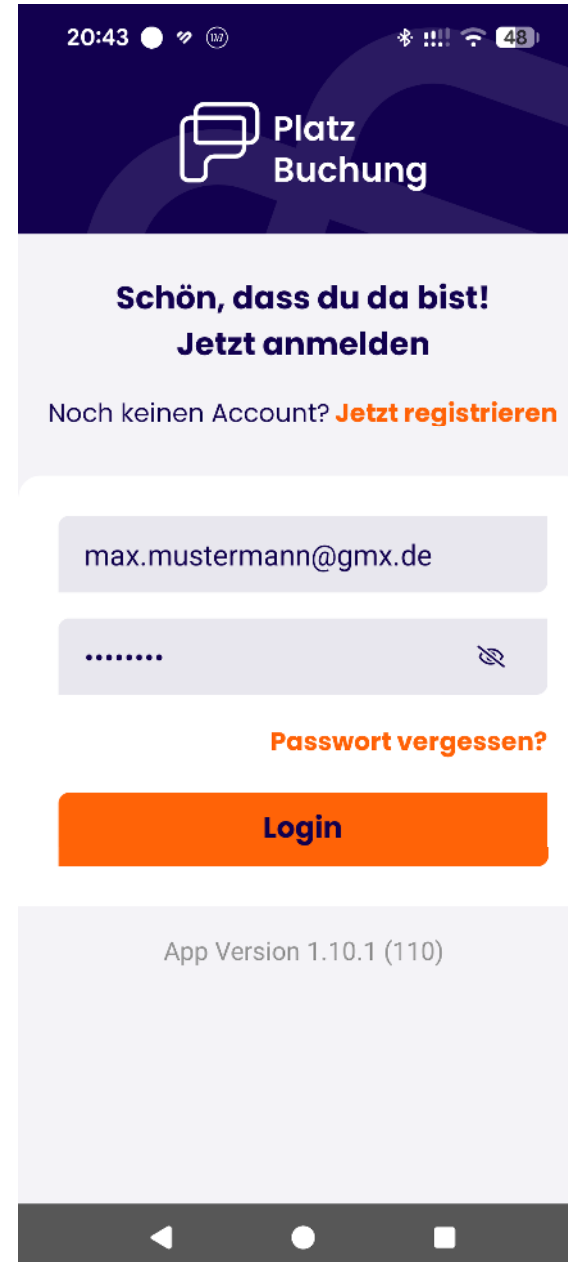 20:43
48
Platz
Buchung
Schön, dass du da bist!
Jetzt anmelden
Noch keinen Account? Jetzt registrieren
max.mustermann@gmx.de
••••••••
Passwort vergessen?
Login
App Version 1.10.1 (110)